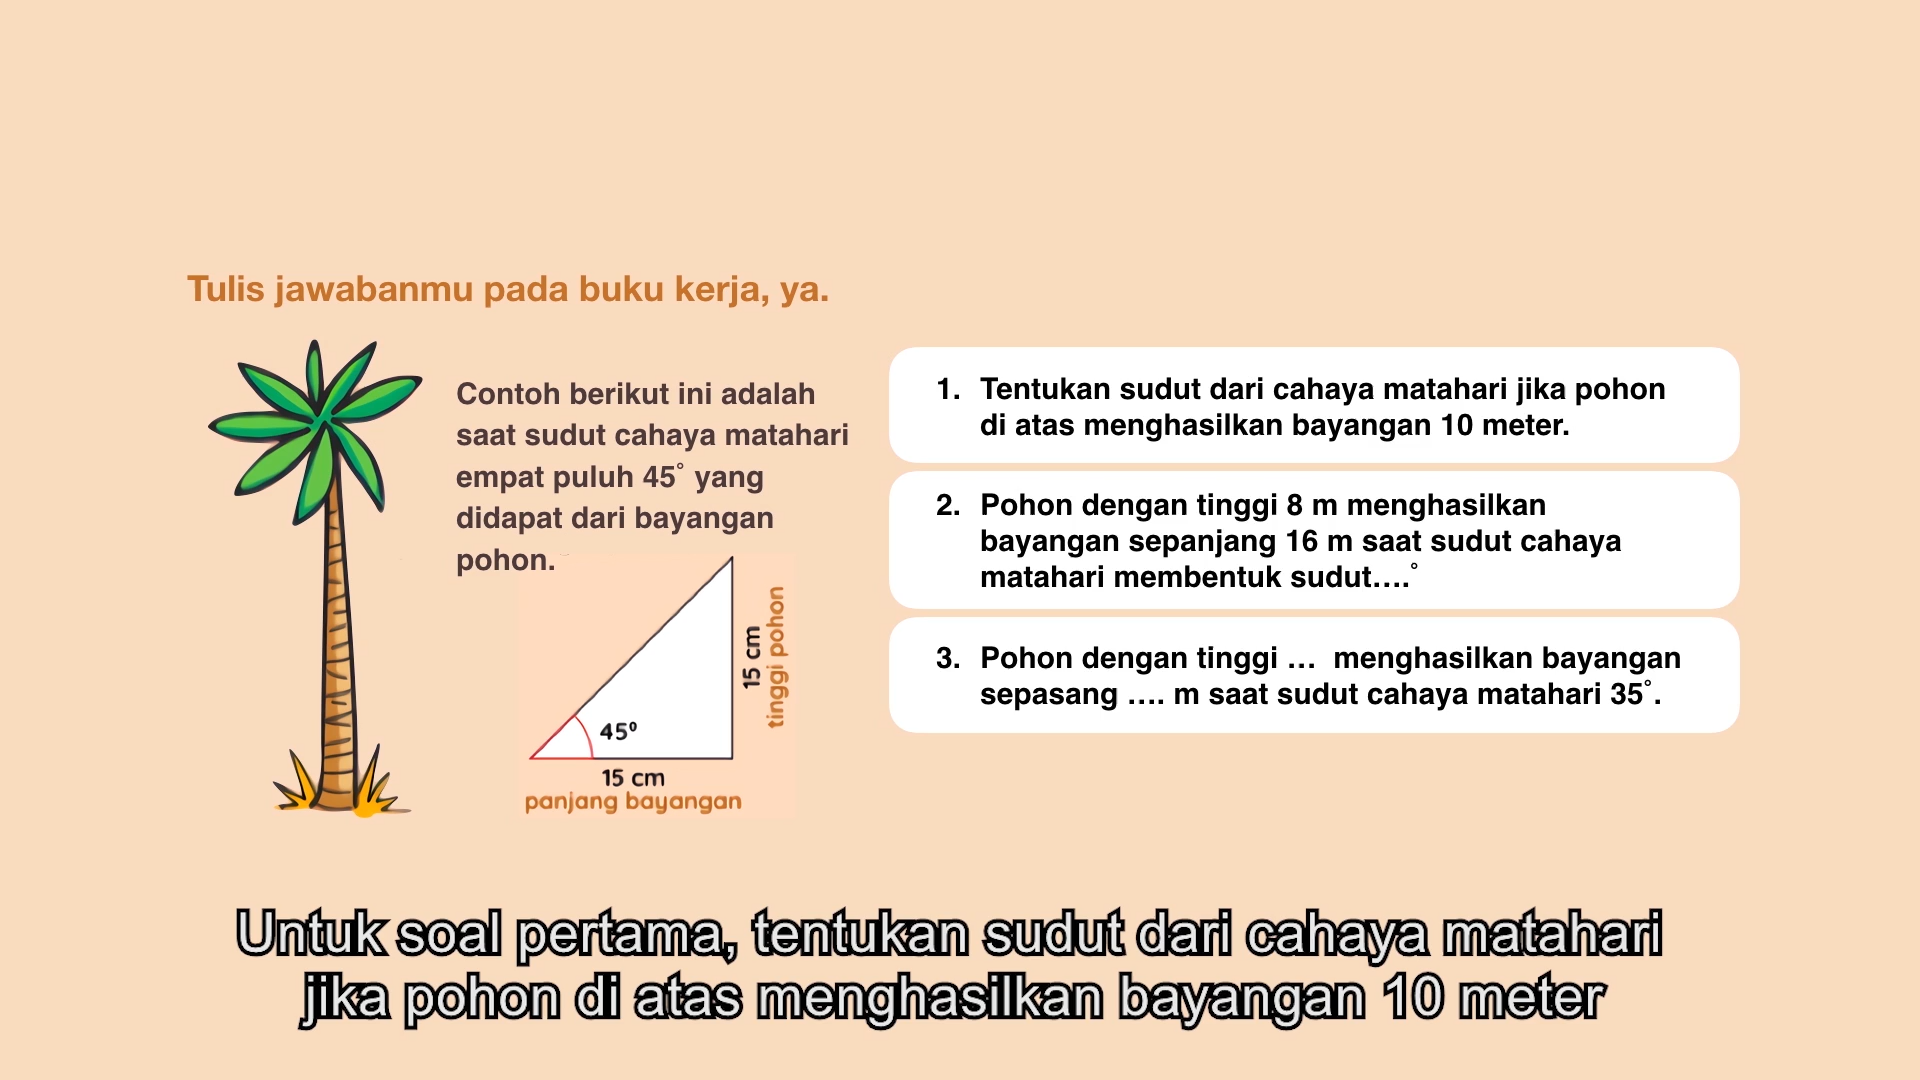 Tulis jawabanmu pada buku kerja, ya.
Contoh berikut ini adalah
saat sudut cahaya matahari
empat puluh 45° yang
didapat dari bayangan
pohon.
45⁰
15 cm
tinggi pohon
15 cm
panjang bayangan
1. Tentukan sudut dari cahaya matahari jika pohon
di atas menghasilkan bayangan 10 meter.
2. Pohon dengan tinggi 8 m menghasilkan
bayangan sepanjang 16 m saat sudut cahaya
matahari membentuk sudut….°
3. Pohon dengan tinggi … menghasilkan bayangan
sepasang …. m saat sudut cahaya matahari 35°.
Untuk soal pertama, tentukan sudut dari cahaya matahari
jika pohon di atas menghasilkan bayangan 10 meter